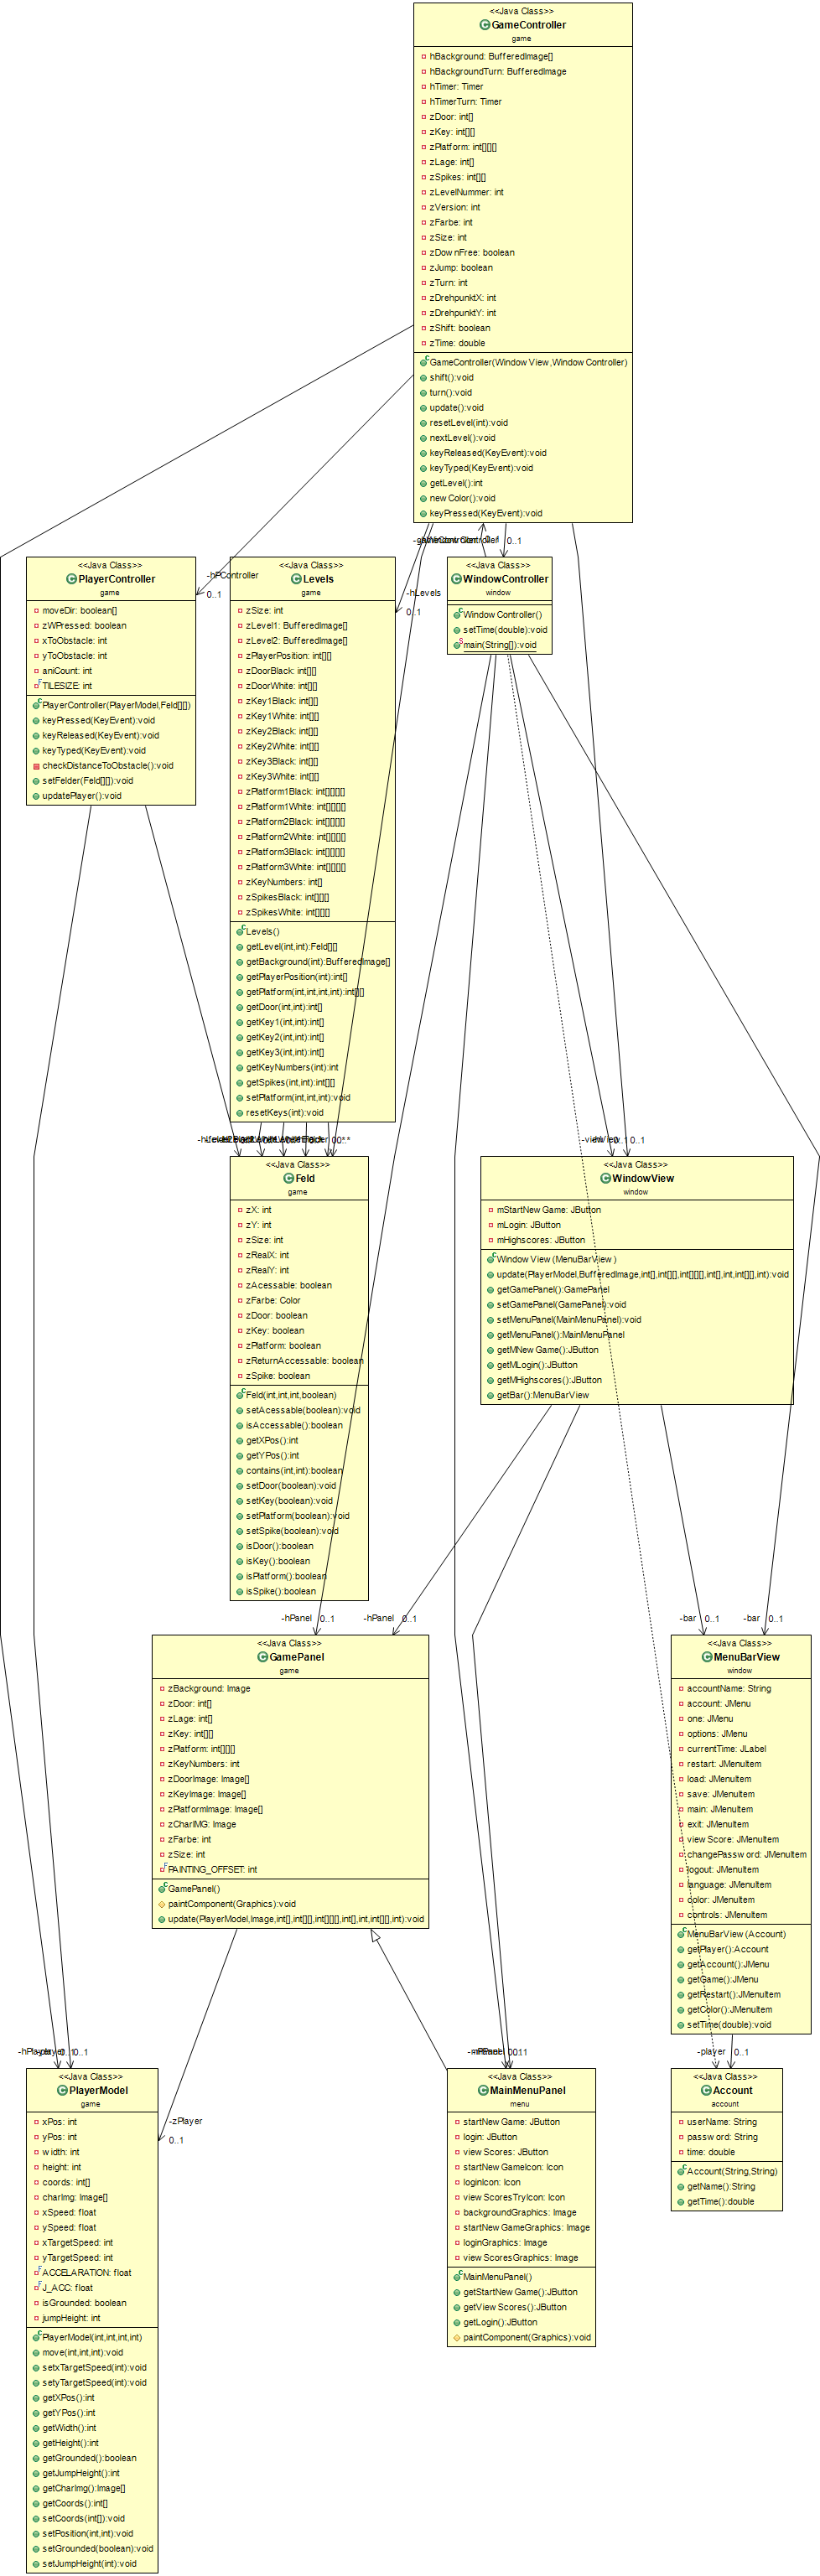 <<Java Class>>
GameController
game
hBackground: BufferedImage[]
hBackgroundTurn: BufferedImage
hTimer: Timer
hTimerTurn: Timer
zDoor: int[]
zKey: int[][]
zPlatform: int[][][]
zLage: int[]
zSpikes: int[][]
zLevelNummer: int
zVersion: int
zFarbe: int
zSize: int
zDownFree: boolean
zJump: boolean
zTurn: int
zDrehpunktX: int
zDrehpunktY: int
zShift: boolean
zTime: double
GameController(WindowView,WindowController)
shift():void
turn():void
update():void
resetLevel(int):void
nextLevel():void
keyReleased(KeyEvent):void
keyTyped(KeyEvent):void
getLevel():int
newColor():void
keyPressed(KeyEvent):void
0..1
<<Java Class>>
PlayerController
game
moveDir: boolean[]
zWPressed: boolean
xToObstacle: int
yToObstacle: int
aniCount: int
TILESIZE: int
PlayerController(PlayerModel,Feld[][])
keyPressed(KeyEvent):void
keyReleased(KeyEvent):void
keyTyped(KeyEvent):void
checkDistanceToObstacle():void
setFelder(Feld[][]):void
updatePlayer():void
-hPController
0..1
<<Java Class>>
Levels
game
zSize: int
zLevel1: BufferedImage[]
zLevel2: BufferedImage[]
zPlayerPosition: int[][]
zDoorBlack: int[][]
zDoorWhite: int[][]
zKey1Black: int[][]
zKey1White: int[][]
zKey2Black: int[][]
zKey2White: int[][]
zKey3Black: int[][]
zKey3White: int[][]
zPlatform1Black: int[][][][]
zPlatform1White: int[][][][]
zPlatform2Black: int[][][][]
zPlatform2White: int[][][][]
zPlatform3Black: int[][][][]
zPlatform3White: int[][][][]
zKeyNumbers: int[]
zSpikesBlack: int[][][]
zSpikesWhite: int[][][]
Levels()
getLevel(int,int):Feld[][]
getBackground(int):BufferedImage[]
getPlayerPosition(int):int[]
getPlatform(int,int,int,int):int[][]
getDoor(int,int):int[]
getKey1(int,int):int[]
getKey2(int,int):int[]
getKey3(int,int):int[]
getKeyNumbers(int):int
getSpikes(int,int):int[][]
setPlatform(int,int,int):void
resetKeys(int):void
-hLevels
0..1
<<Java Class>>
WindowController
window
WindowController()
setTime(double):void
main(String[]):void
<<Java Class>>
Feld
game
zX: int
zY: int
zSize: int
zRealX: int
zRealY: int
zAcessable: boolean
zFarbe: Color
zDoor: boolean
zKey: boolean
zPlatform: boolean
zReturnAccessable: boolean
zSpike: boolean
Feld(int,int,int,boolean)
setAcessable(boolean):void
isAccessable():boolean
getXPos():int
getYPos():int
contains(int,int):boolean
setDoor(boolean):void
setKey(boolean):void
setPlatform(boolean):void
setSpike(boolean):void
isDoor():boolean
isKey():boolean
isPlatform():boolean
isSpike():boolean
0..1
0..1
<<Java Class>>
WindowView
window
mStartNewGame: JButton
mLogin: JButton
mHighscores: JButton
WindowView(MenuBarView)
update(PlayerModel,BufferedImage,int[],int[][],int[][][],int[],int,int[][],int):void
getGamePanel():GamePanel
setGamePanel(GamePanel):void
setMenuPanel(MainMenuPanel):void
getMenuPanel():MainMenuPanel
getMNewGame():JButton
getMLogin():JButton
getMHighscores():JButton
getBar():MenuBarView
-hPanel 0..1
-hPanel 0..1
-bar 0..1
-bar 0..1
<<Java Class>>
GamePanel
game
zBackground: Image
zDoor: int[]
zLage: int[]
zKey: int[][]
zPlatform: int[][][]
zKeyNumbers: int
zDoorImage: Image[]
zKeyImage: Image[]
zPlatformImage: Image[]
zCharIMG: Image
zFarbe: int
zSize: int
PAINTING_OFFSET: int
GamePanel()
paintComponent(Graphics):void
update(PlayerModel,Image,int[],int[][],int[][][],int[],int,int[][],int):void
<<Java Class>>
MenuBarView
window
accountName: String
account: JMenu
one: JMenu
options: JMenu
currentTime: JLabel
restart: JMenuItem
load: JMenuItem
save: JMenuItem
main: JMenuItem
exit: JMenuItem
viewScore: JMenuItem
changePassword: JMenuItem
logout: JMenuItem
language: JMenuItem
color: JMenuItem
controls: JMenuItem
MenuBarView(Account)
getPlayer():Account
getAccount():JMenu
getGame():JMenu
getRestart():JMenuItem
getColor():JMenuItem
setTime(double):void
0..1
-player 0..1
<<Java Class>>
PlayerModel
game
xPos: int
yPos: int
width: int
height: int
coords: int[]
charImg: Image[]
xSpeed: float
ySpeed: float
xTargetSpeed: int
yTargetSpeed: int
ACCELARATION: float
J_ACC: float
isGrounded: boolean
jumpHeight: int
PlayerModel(int,int,int,int)
move(int,int,int):void
setxTargetSpeed(int):void
setyTargetSpeed(int):void
getXPos():int
getYPos():int
getWidth():int
getHeight():int
getGrounded():boolean
getJumpHeight():int
getCharImg():Image[]
getCoords():int[]
setCoords(int[]):void
setPosition(int,int):void
setGrounded(boolean):void
setJumpHeight(int):void
-zPlayer
0..1
<<Java Class>>
MainMenuPanel
menu
startNewGame: JButton
login: JButton
viewScores: JButton
startNewGameIcon: Icon
loginIcon: Icon
viewScoresTryIcon: Icon
backgroundGraphics: Image
startNewGameGraphics: Image
loginGraphics: Image
viewScoresGraphics: Image
MainMenuPanel()
getStartNewGame():JButton
getViewScores():JButton
getLogin():JButton
paintComponent(Graphics):void
<<Java Class>>
Account
account
userName: String
password: String
time: double
Account(String,String)
getName():String
getTime():double